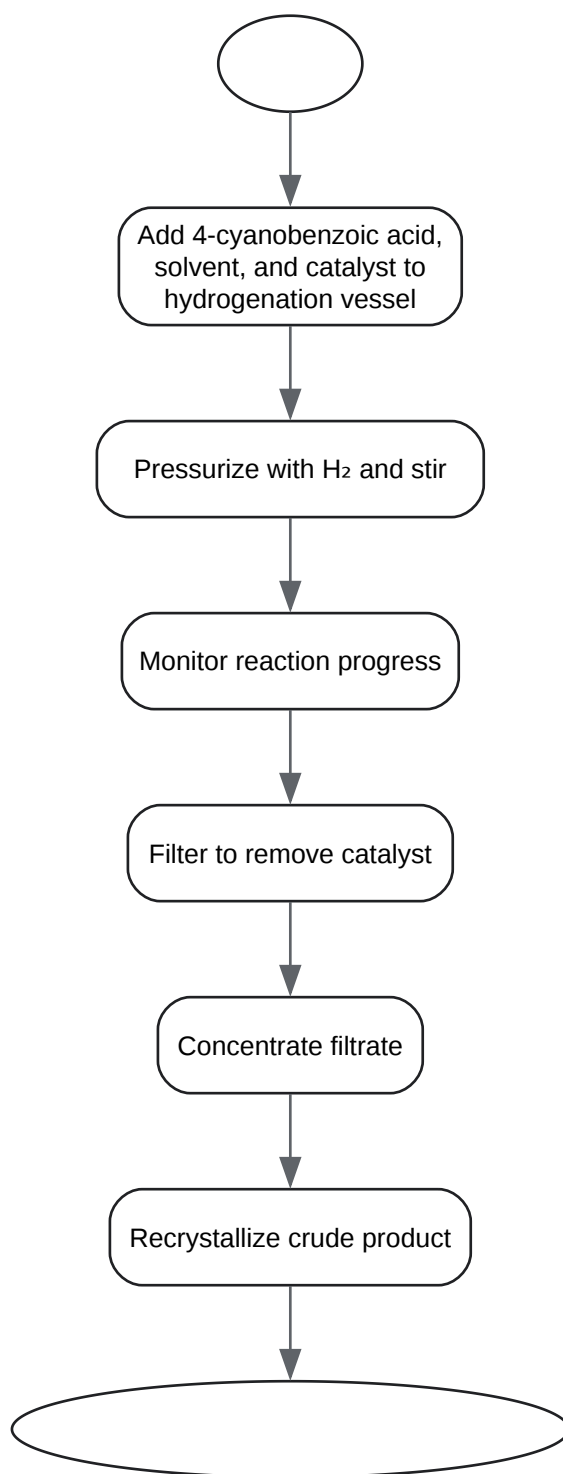 Add 4-cyanobenzoic acid,
solvent, and catalyst to
hydrogenation vessel
Pressurize with H₂ and stir
Monitor reaction progress
Filter to remove catalyst
Concentrate filtrate
Recrystallize crude product